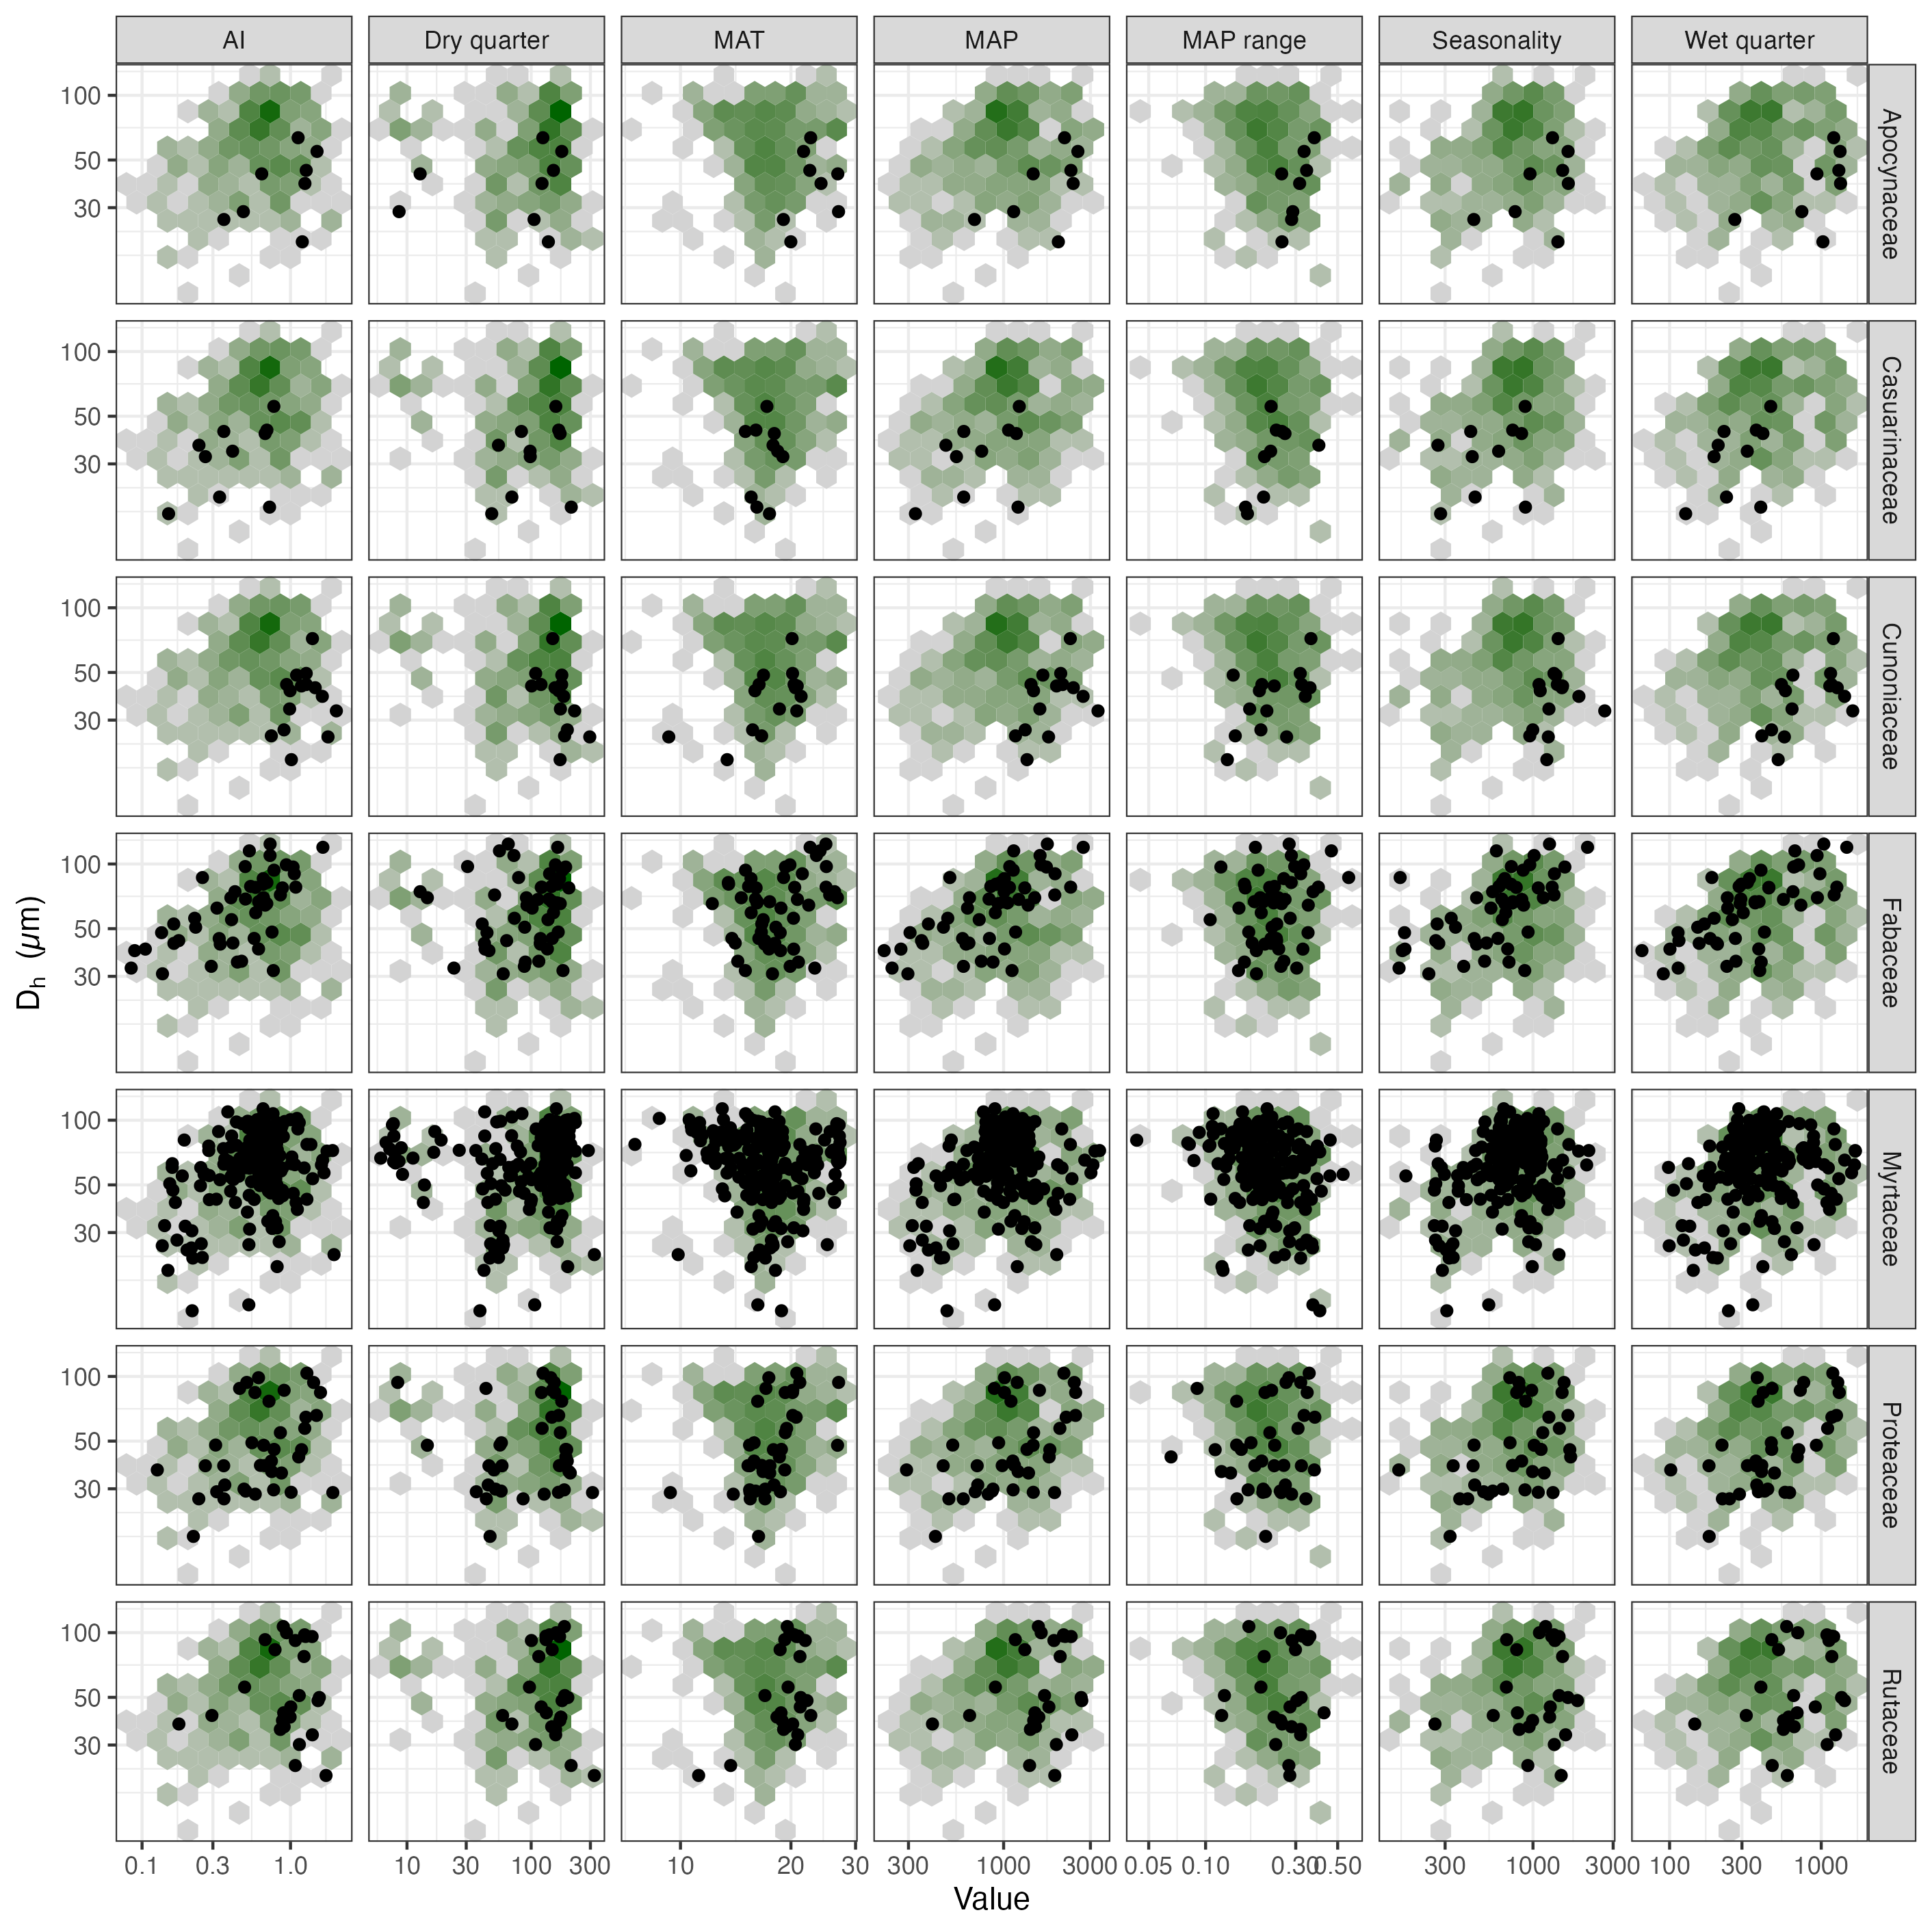 AI Dry quarter MAT MAP MAP range Seasonality Wet quarter
100
50
30
Apocynaceae
100
50
30
Casuarinaceae
100
50
30
Cunoniaceae
100
50
30
Fabaceae
100
50
30
Myrtaceae
100
50
30
Proteaceae
100
50
30
Rutaceae
Dh (μm)
0.1 0.3 1.0 10 30 100 300 10 20 30 300 1000 3000 0.05 0.10 0.30 0.50 300 1000 3000 100 300 1000
Value